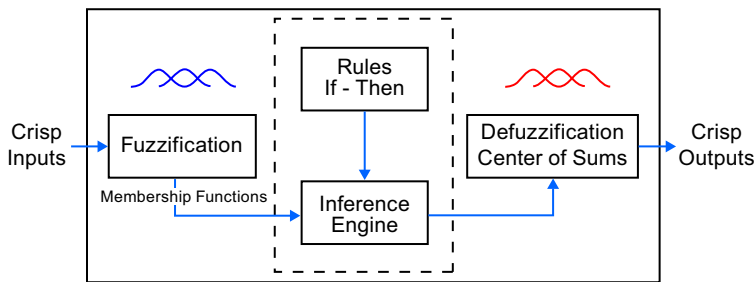 Rules
If - Then
Crisp
Inputs
Fuzzification
Defuzzification
Center of Sums
Crisp
Outputs
Membership Functions
Inference
Engine